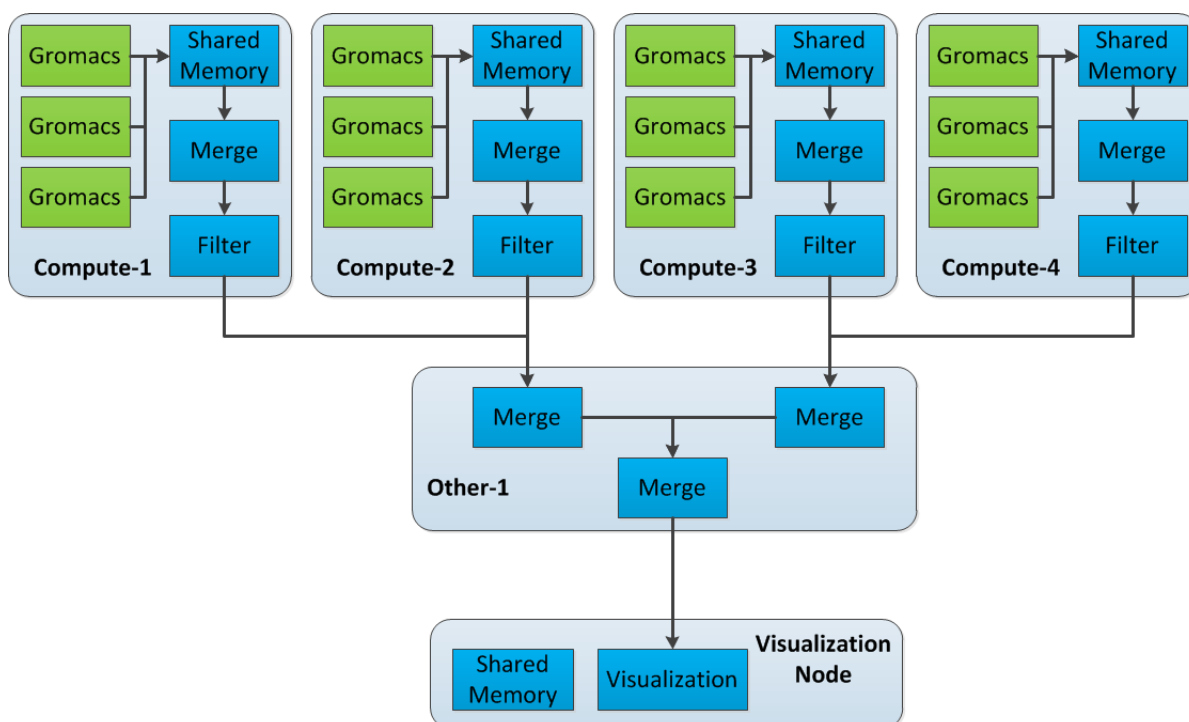 Gromacs
Shared
Memory
Gromacs
Merge
Gromacs
Filter
Compute-1
Gromacs
Shared
Memory
Gromacs
Merge
Gromacs
Filter
Compute-2
Gromacs
Shared
Memory
Gromacs
Merge
Gromacs
Filter
Compute-3
Gromacs
Shared
Memory
Gromacs
Merge
Gromacs
Filter
Compute-4
Merge
Merge
Other-1
Merge
Shared
Memory
Visualization
Visualization
Node